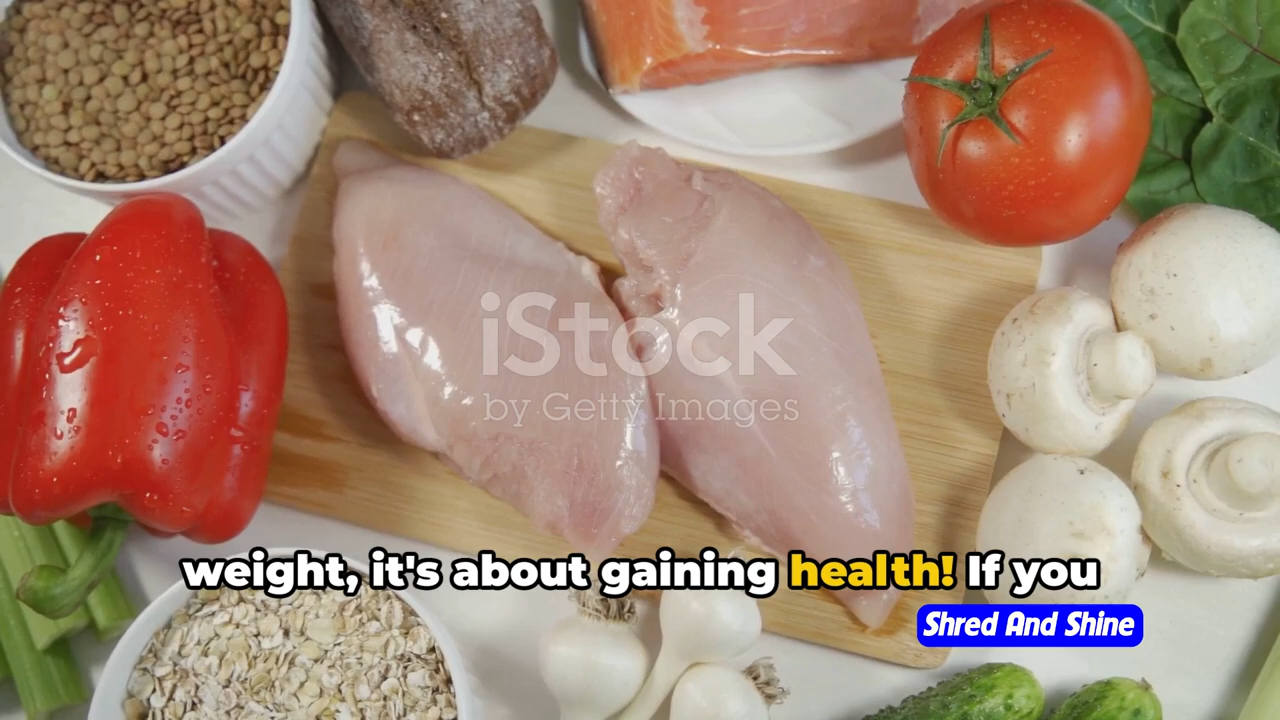 iStock
by Getty Images
weight, it's about gaining health! If you
Shred And Shine